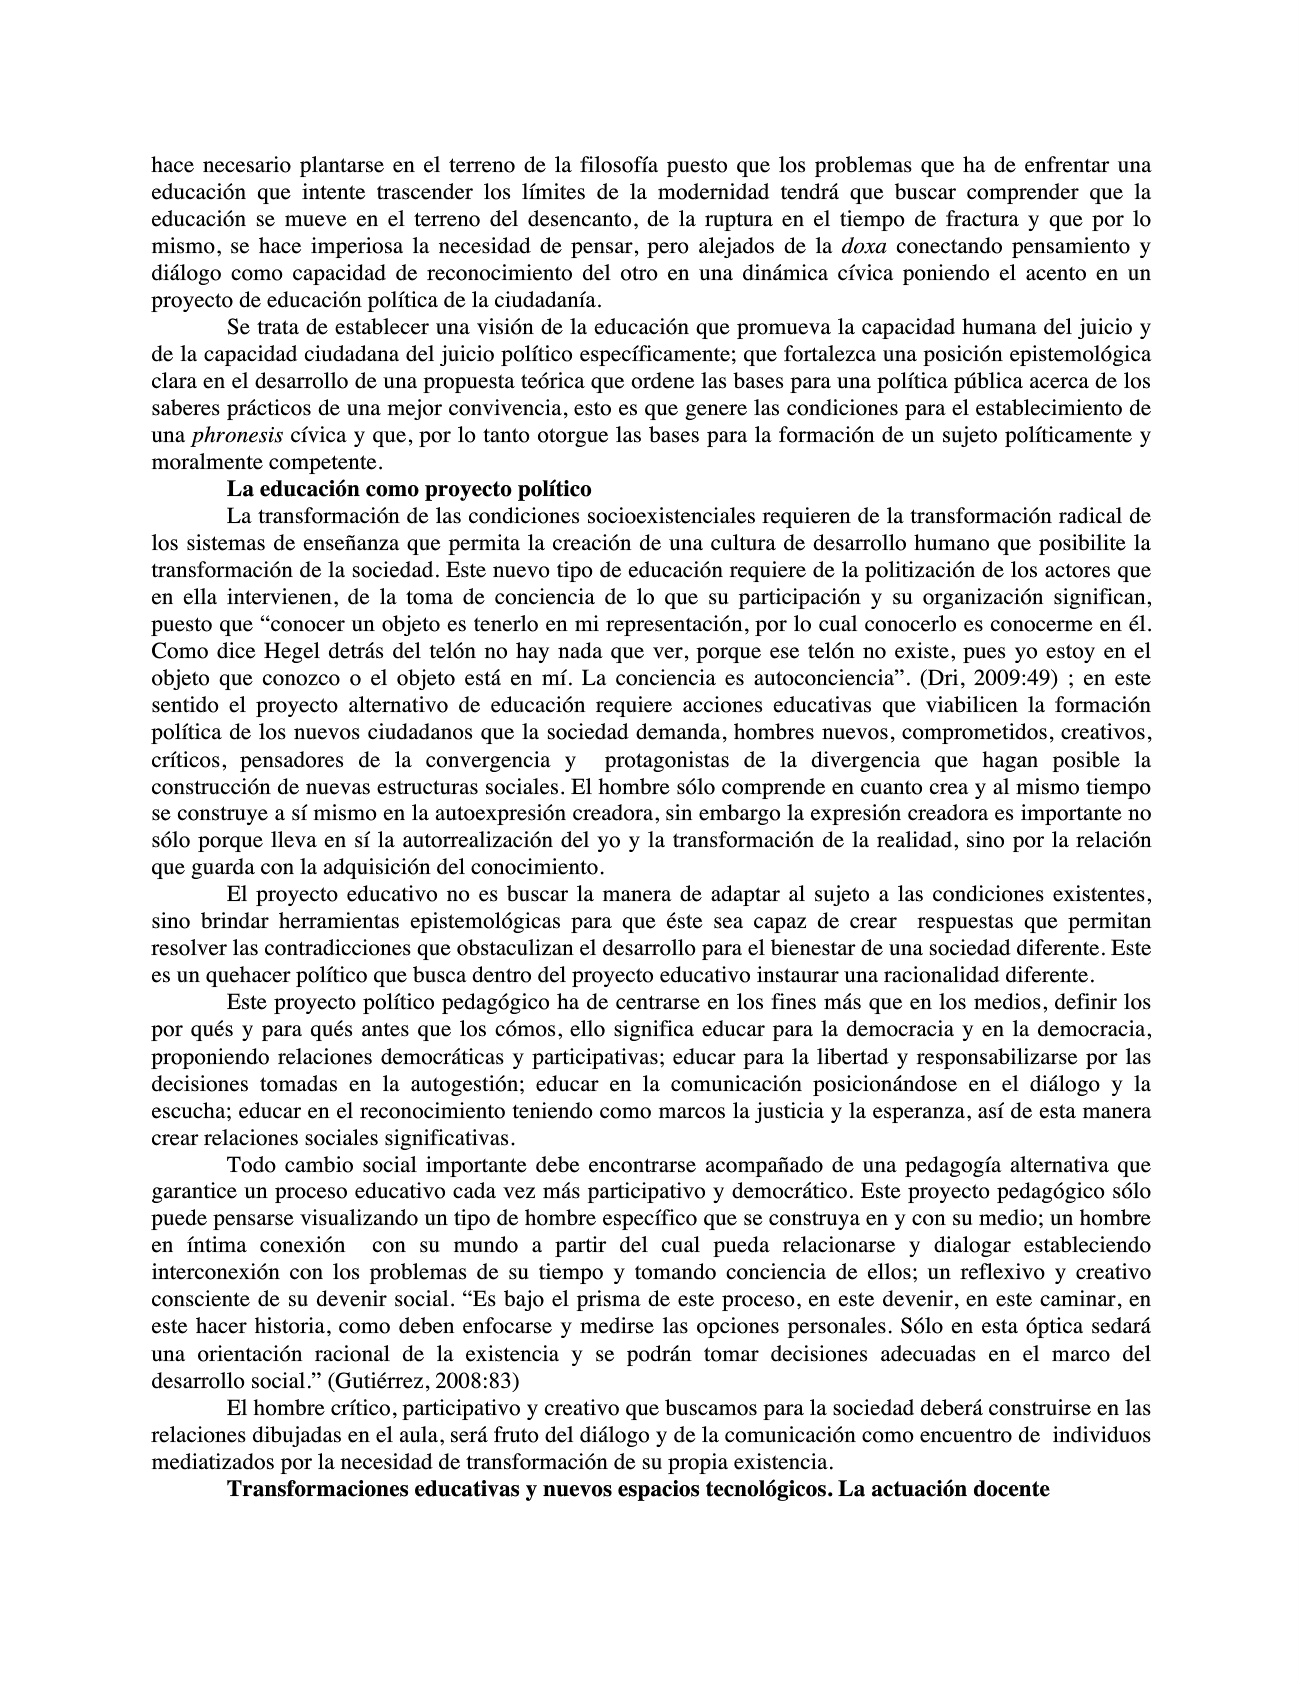 hace necesario plantarse en el terreno de la filosofía puesto que los problemas que ha de enfrentar una
educación que intente trascender los límites de la modernidad tendrá que buscar comprender que la
educación se mueve en el terreno del desencanto, de la ruptura en el tiempo de fractura y que por lo
mismo, se hace imperiosa la necesidad de pensar, pero alejados de la doxa conectando pensamiento y
diálogo como capacidad de reconocimiento del otro en una dinámica cívica poniendo el acento en un
proyecto de educación política de la ciudadanía.
Se trata de establecer una visión de la educación que promueva la capacidad humana del juicio y
de la capacidad ciudadana del juicio político específicamente; que fortalezca una posición epistemológica
clara en el desarrollo de una propuesta teórica que ordene las bases para una política pública acerca de los
saberes prácticos de una mejor convivencia, esto es que genere las condiciones para el establecimiento de
una phronesis cívica y que, por lo tanto otorgue las bases para la formación de un sujeto políticamente y
moralmente competente.
La educación como proyecto político
La transformación de las condiciones socioexistenciales requieren de la transformación radical de
los sistemas de enseñanza que permita la creación de una cultura de desarrollo humano que posibilite la
transformación de la sociedad. Este nuevo tipo de educación requiere de la politización de los actores que
en ella intervienen, de la toma de conciencia de lo que su participación y su organización significan,
puesto que “conocer un objeto es tenerlo en mi representación, por lo cual conocerlo es conocerme en él.
Como dice Hegel detrás del telón no hay nada que ver, porque ese telón no existe, pues yo estoy en el
objeto que conozco o el objeto está en mí. La conciencia es autoconciencia”. (Dri, 2009:49) ; en este
sentido el proyecto alternativo de educación requiere acciones educativas que viabilicen la formación
política de los nuevos ciudadanos que la sociedad demanda, hombres nuevos, comprometidos, creativos,
críticos, pensadores de la convergencia y protagonistas de la divergencia que hagan posible la
construcción de nuevas estructuras sociales. El hombre sólo comprende en cuanto crea y al mismo tiempo
se construye a sí mismo en la autoexpresión creadora, sin embargo la expresión creadora es importante no
sólo porque lleva en sí la autorrealización del yo y la transformación de la realidad, sino por la relación
que guarda con la adquisición del conocimiento.
El proyecto educativo no es buscar la manera de adaptar al sujeto a las condiciones existentes,
sino brindar herramientas epistemológicas para que éste sea capaz de crear respuestas que permitan
resolver las contradicciones que obstaculizan el desarrollo para el bienestar de una sociedad diferente. Este
es un quehacer político que busca dentro del proyecto educativo instaurar una racionalidad diferente.
Este proyecto político pedagógico ha de centrarse en los fines más que en los medios, definir los
por qués y para qués antes que los cómos, ello significa educar para la democracia y en la democracia,
proponiendo relaciones democráticas y participativas; educar para la libertad y responsabilizarse por las
decisiones tomadas en la autogestión; educar en la comunicación posicionándose en el diálogo y la
escucha; educar en el reconocimiento teniendo como marcos la justicia y la esperanza, así de esta manera
crear relaciones sociales significativas.
Todo cambio social importante debe encontrarse acompañado de una pedagogía alternativa que
garantice un proceso educativo cada vez más participativo y democrático. Este proyecto pedagógico sólo
puede pensarse visualizando un tipo de hombre específico que se construya en y con su medio; un hombre
en íntima conexión con su mundo a partir del cual pueda relacionarse y dialogar estableciendo
interconexión con los problemas de su tiempo y tomando conciencia de ellos; un reflexivo y creativo
consciente de su devenir social. “Es bajo el prisma de este proceso, en este devenir, en este caminar, en
este hacer historia, como deben enfocarse y medirse las opciones personales. Sólo en esta óptica sedará
una orientación racional de la existencia y se podrán tomar decisiones adecuadas en el marco del
desarrollo social.” (Gutiérrez, 2008:83)
El hombre crítico, participativo y creativo que buscamos para la sociedad deberá construirse en las
relaciones dibujadas en el aula, será fruto del diálogo y de la comunicación como encuentro de individuos
mediatizados por la necesidad de transformación de su propia existencia.
Transformaciones educativas y nuevos espacios tecnológicos. La actuación docente